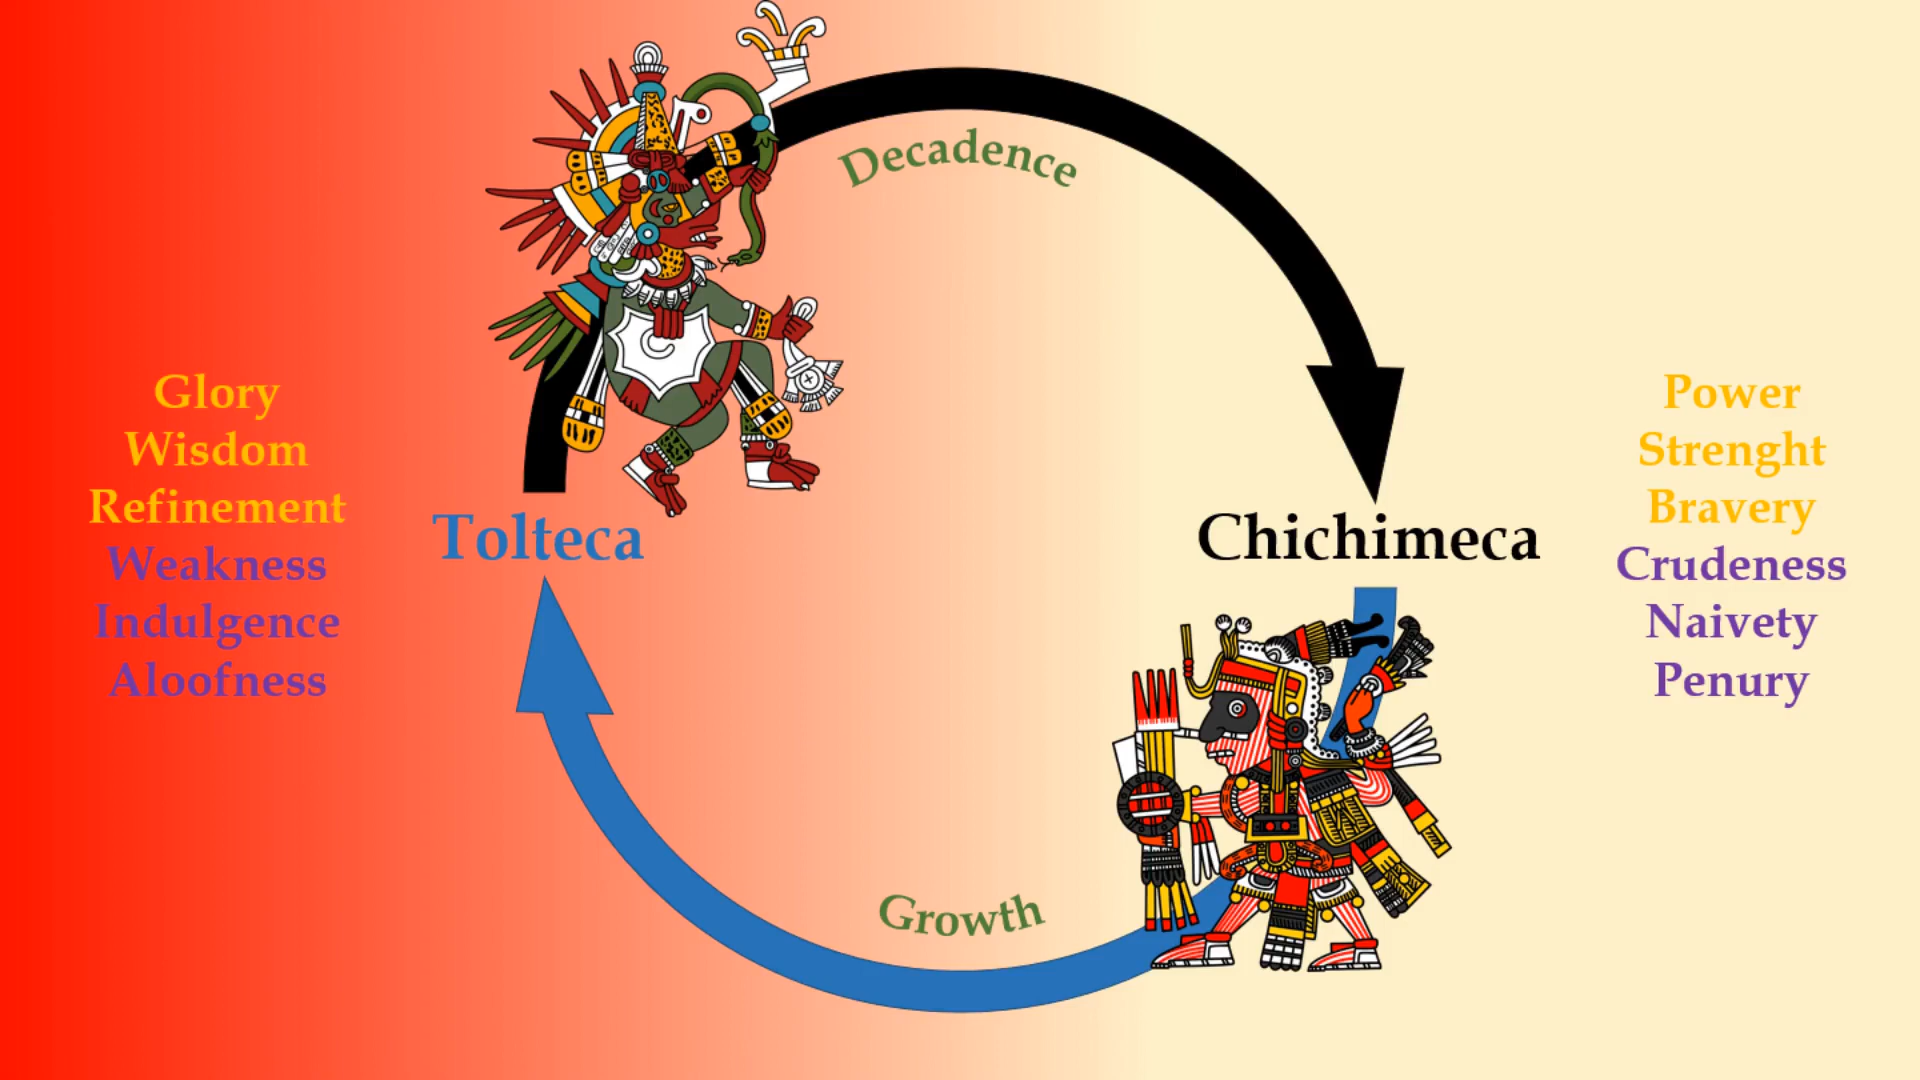 Decadence
Glory
Wisdom
Refinement
Weakness
Indulgence
Aloofness
Tolteca
Chichimeca
Power
Strenght
Bravery
Crudeness
Naivety
Penury
Growth